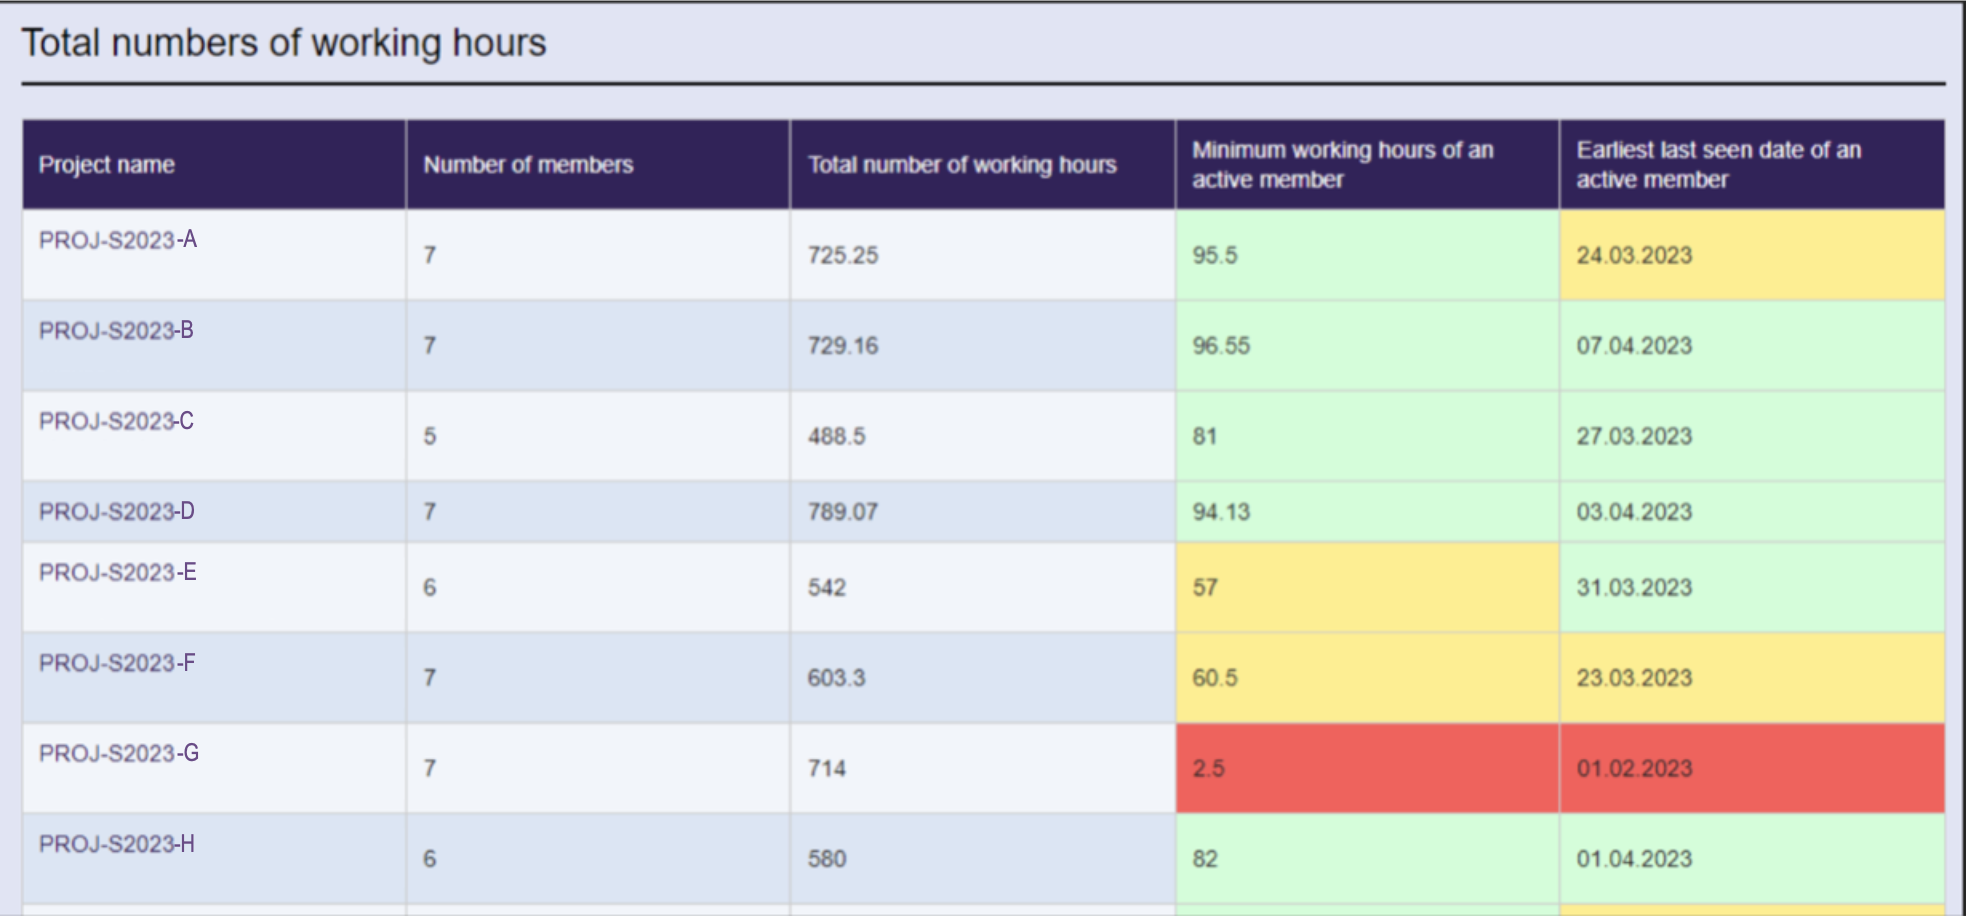 Total numbers of working hours
Project name
Number of members
Total number of working hours
Minimum working hours of an
active member
Earliest last seen date of an
active member
PROJ-S2023-A
7
725.25
95.5
24.03.2023
PROJ-S2023-B
7
729.16
96.55
07.04.2023
PROJ-S2023-C
5
488.5
81
27.03.2023
PROJ-S2023-D
7
789.07
94.13
03.04.2023
PROJ-S2023-E
6
542
57
31.03.2023
PROJ-S2023-F
7
603.3
60.5
23.03.2023
PROJ-S2023-G
7
714
2.5
01.02.2023
PROJ-S2023-H
6
580
82
01.04.2023